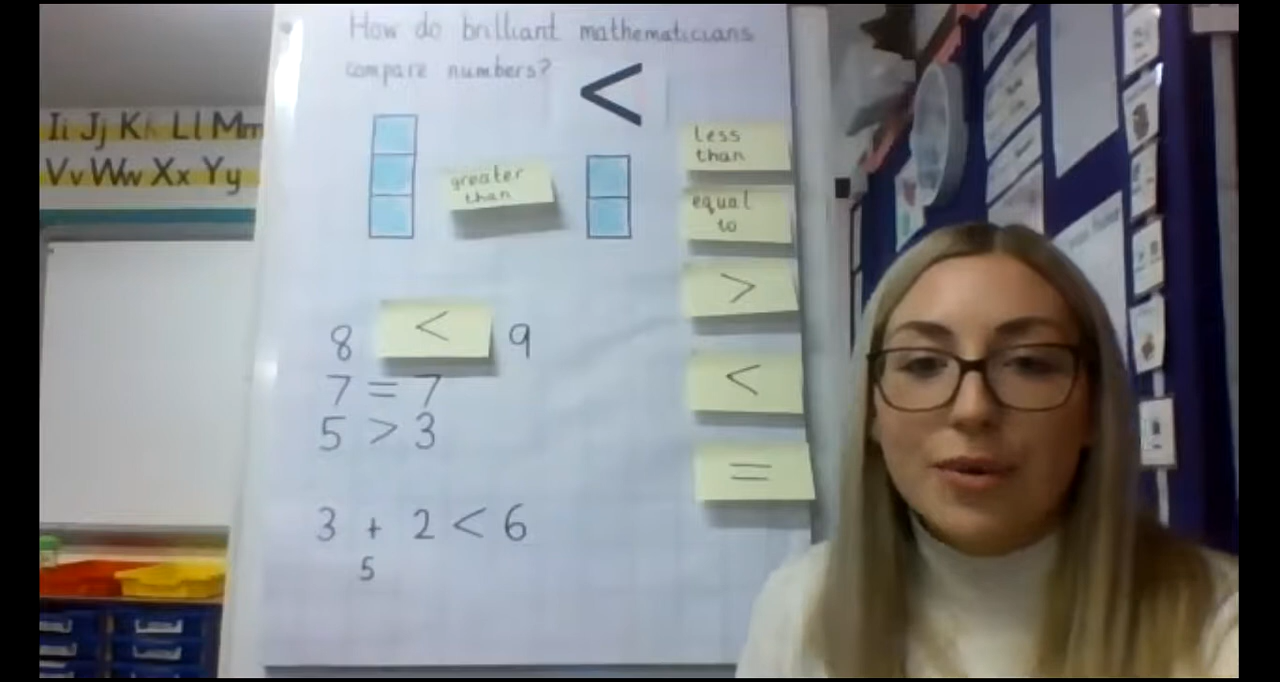 How do brilliant mathematicians
compare numbers?
<
less
than
greater
than
equal
to
>
8 < 9
<
7 = 7
5 > 3
=
3 + 2 < 6
5
Ii Jj Kk Ll Mm
Vv Ww Xx Yy